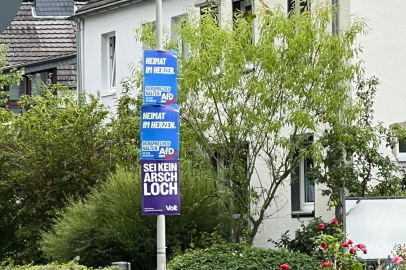 HEIMAT
IM HERZEN.
AfD
HEIMAT
IM HERZEN.
AfD
SEI KEIN
ARSCH
LOCH
Volt